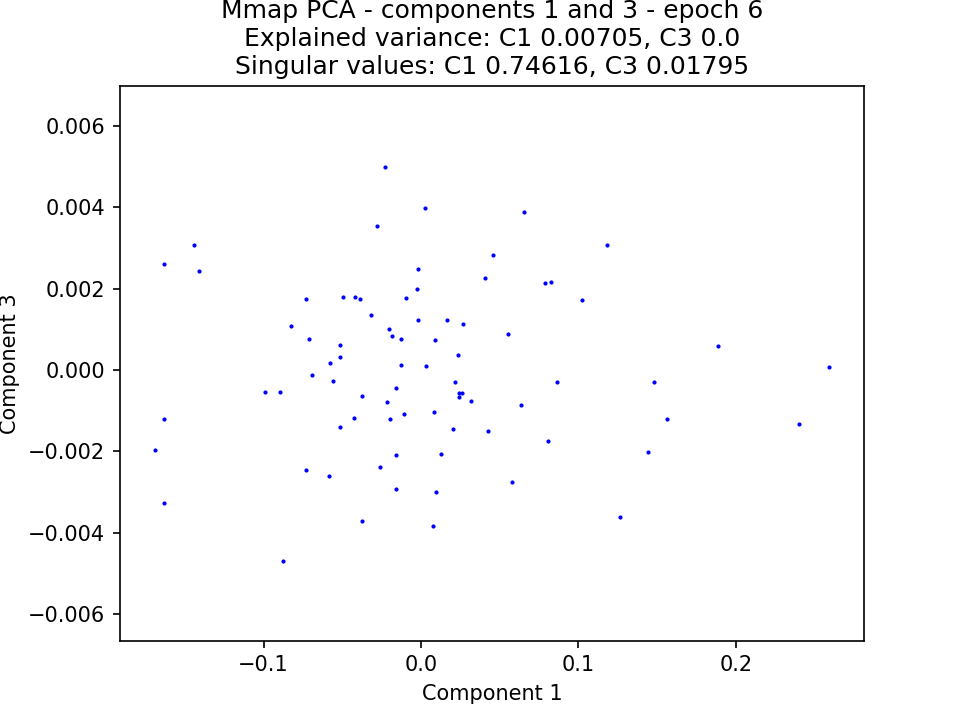 Mmap PCA - components 1 and 3 - epoch 6
Explained variance: C1 0.00705, C3 0.0
Singular values: C1 0.74616, C3 0.01795
0.006
0.004
0.002
0.000
−0.002
−0.004
−0.006
Component 3
−0.1
0.0
0.1
0.2
Component 1